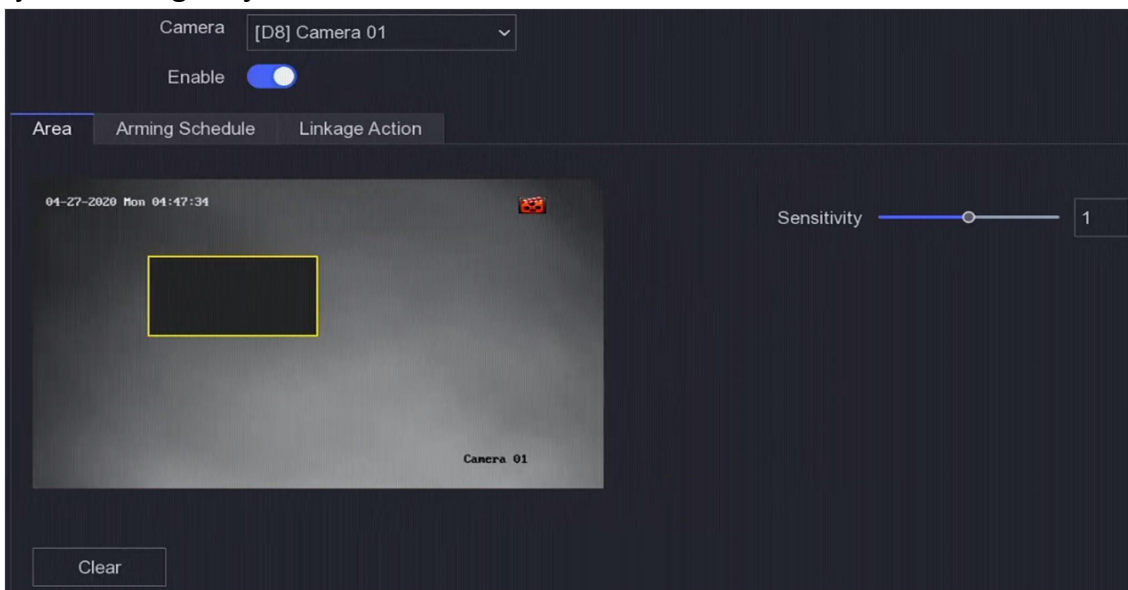 Camera [D8] Camera 01
Enable
Area Arming Schedule Linkage Action
04-27-2020 Mon 04:47:34
Sensitivity 1
Camera 01
Clear